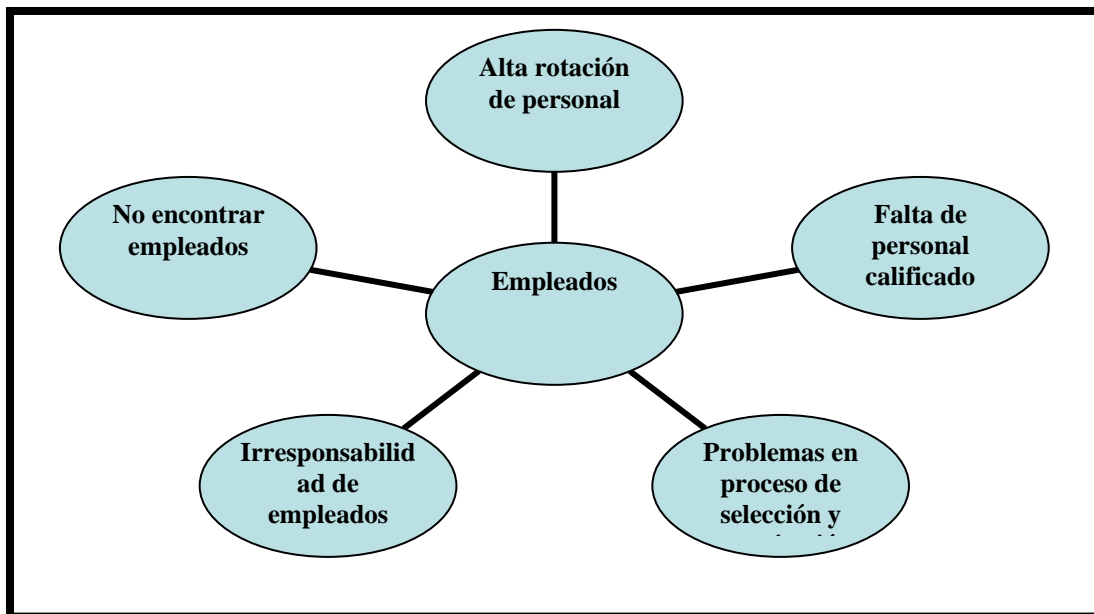 Alta rotación
de personal
No encontrar
empleados
Falta de
personal
calificado
Empleados
Irresponsabilid
ad de
empleados
Problemas en
proceso de
selección y